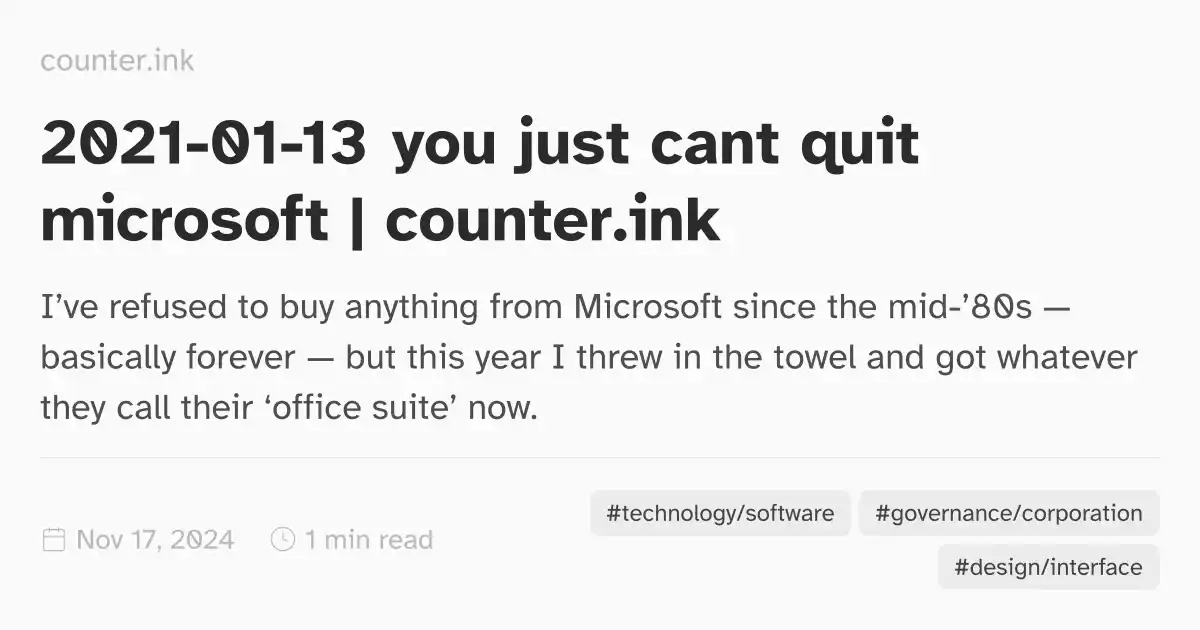 counter.ink
2021-01-13 you just cant quit
microsoft | counter.ink
I’ve refused to buy anything from Microsoft since the mid-’80s —
basically forever — but this year I threw in the towel and got whatever
they call their ‘office suite’ now.
#technology/software #governance/corporation
Nov 17, 2024 1 min read
#design/interface